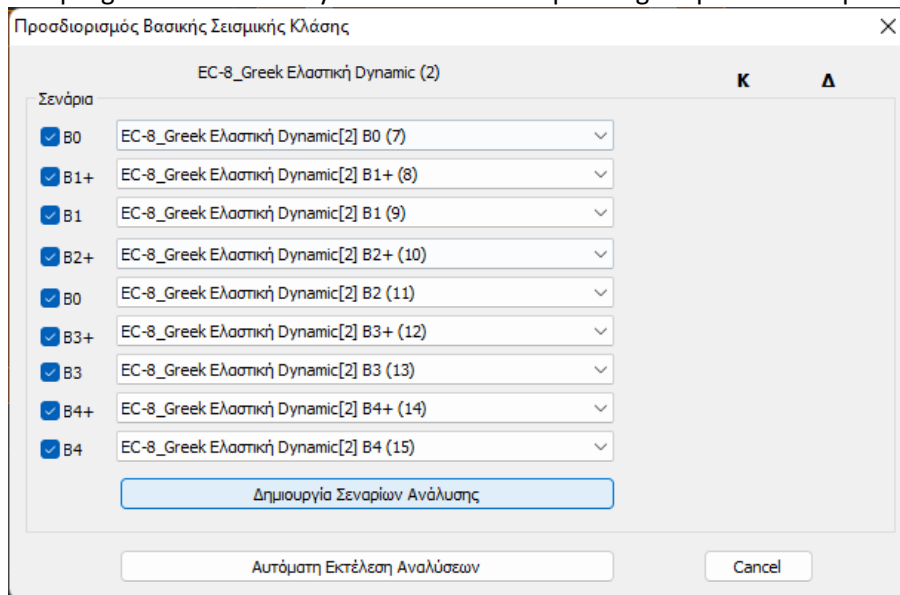 Προσδιορισμός Βασικής Σεισμικής Κλάσης
EC-8_Greek Ελαστική Dynamic (2)
Κ Δ
Σενάρια
B0 EC-8_Greek Ελαστική Dynamic[2] B0 (7)
B1+ EC-8_Greek Ελαστική Dynamic[2] B1+ (8)
B1 EC-8_Greek Ελαστική Dynamic[2] B1 (9)
B2+ EC-8_Greek Ελαστική Dynamic[2] B2+ (10)
B0 EC-8_Greek Ελαστική Dynamic[2] B2 (11)
B3+ EC-8_Greek Ελαστική Dynamic[2] B3+ (12)
B3 EC-8_Greek Ελαστική Dynamic[2] B3 (13)
B4+ EC-8_Greek Ελαστική Dynamic[2] B4+ (14)
B4 EC-8_Greek Ελαστική Dynamic[2] B4 (15)
Δημιουργία Σεναρίων Ανάλυσης
Αυτόματη Εκτέλεση Αναλύσεων Cancel